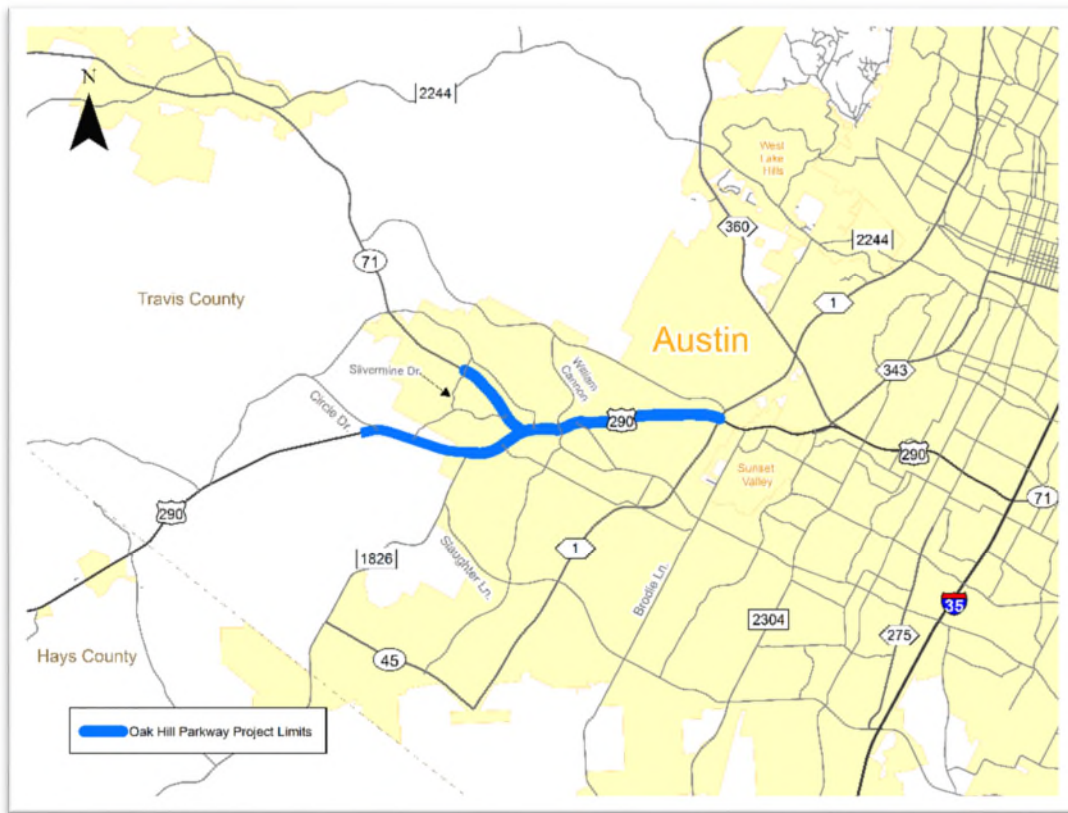 N
2244
West
Lake
Hills
360
2244
71
Travis County
1
Austin
343
Silvermine Dr.
William
Cannon
Circle Dr.
290
290
Sunset
Valley
71
290
1826
Slaughter Ln.
1
Brodie Ln.
35
2304
275
Hays County
45
Oak Hill Parkway Project Limits